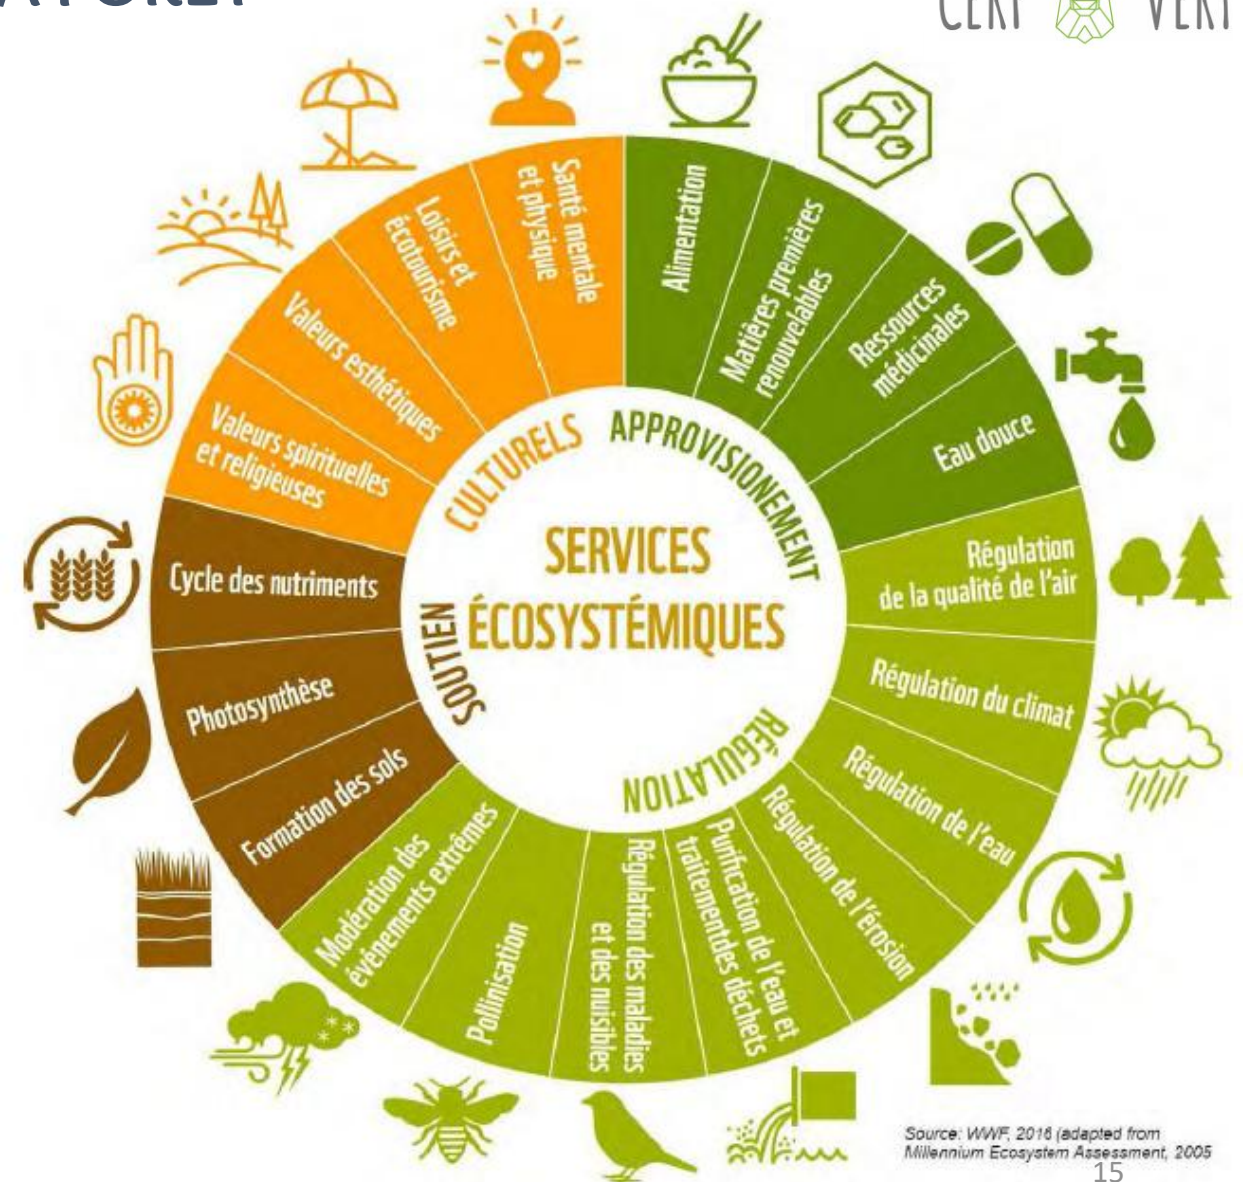 CERF VERT
Santé mentale
et physique
Alimentation
Matières premières
renouvelables
Ressources
médicinales
Eau douce
Régulation
de la qualité de l'air
Régulation du climat
Régulation de l'eau
Régulation de l'érosion
Purification de l'eau et
traitementdes déchets
Régulation des maladies
et des nuisibles
Pollinisation
Modération des
évènements extrêmes
Formation des sols
Photosynthèse
Cycle des nutriments
Valeurs spirituelles
et religieuses
Valeurs esthétiques
Loisirs et
écotourisme
CULTURELS
APPROVISIONEMENT
SERVICES
ÉCOSYSTÉMIQUES
SOUTIEN
RÉGULATION
Source: WWF, 2016 (adapted from
Millennium Ecosystem Assessment, 2005
15